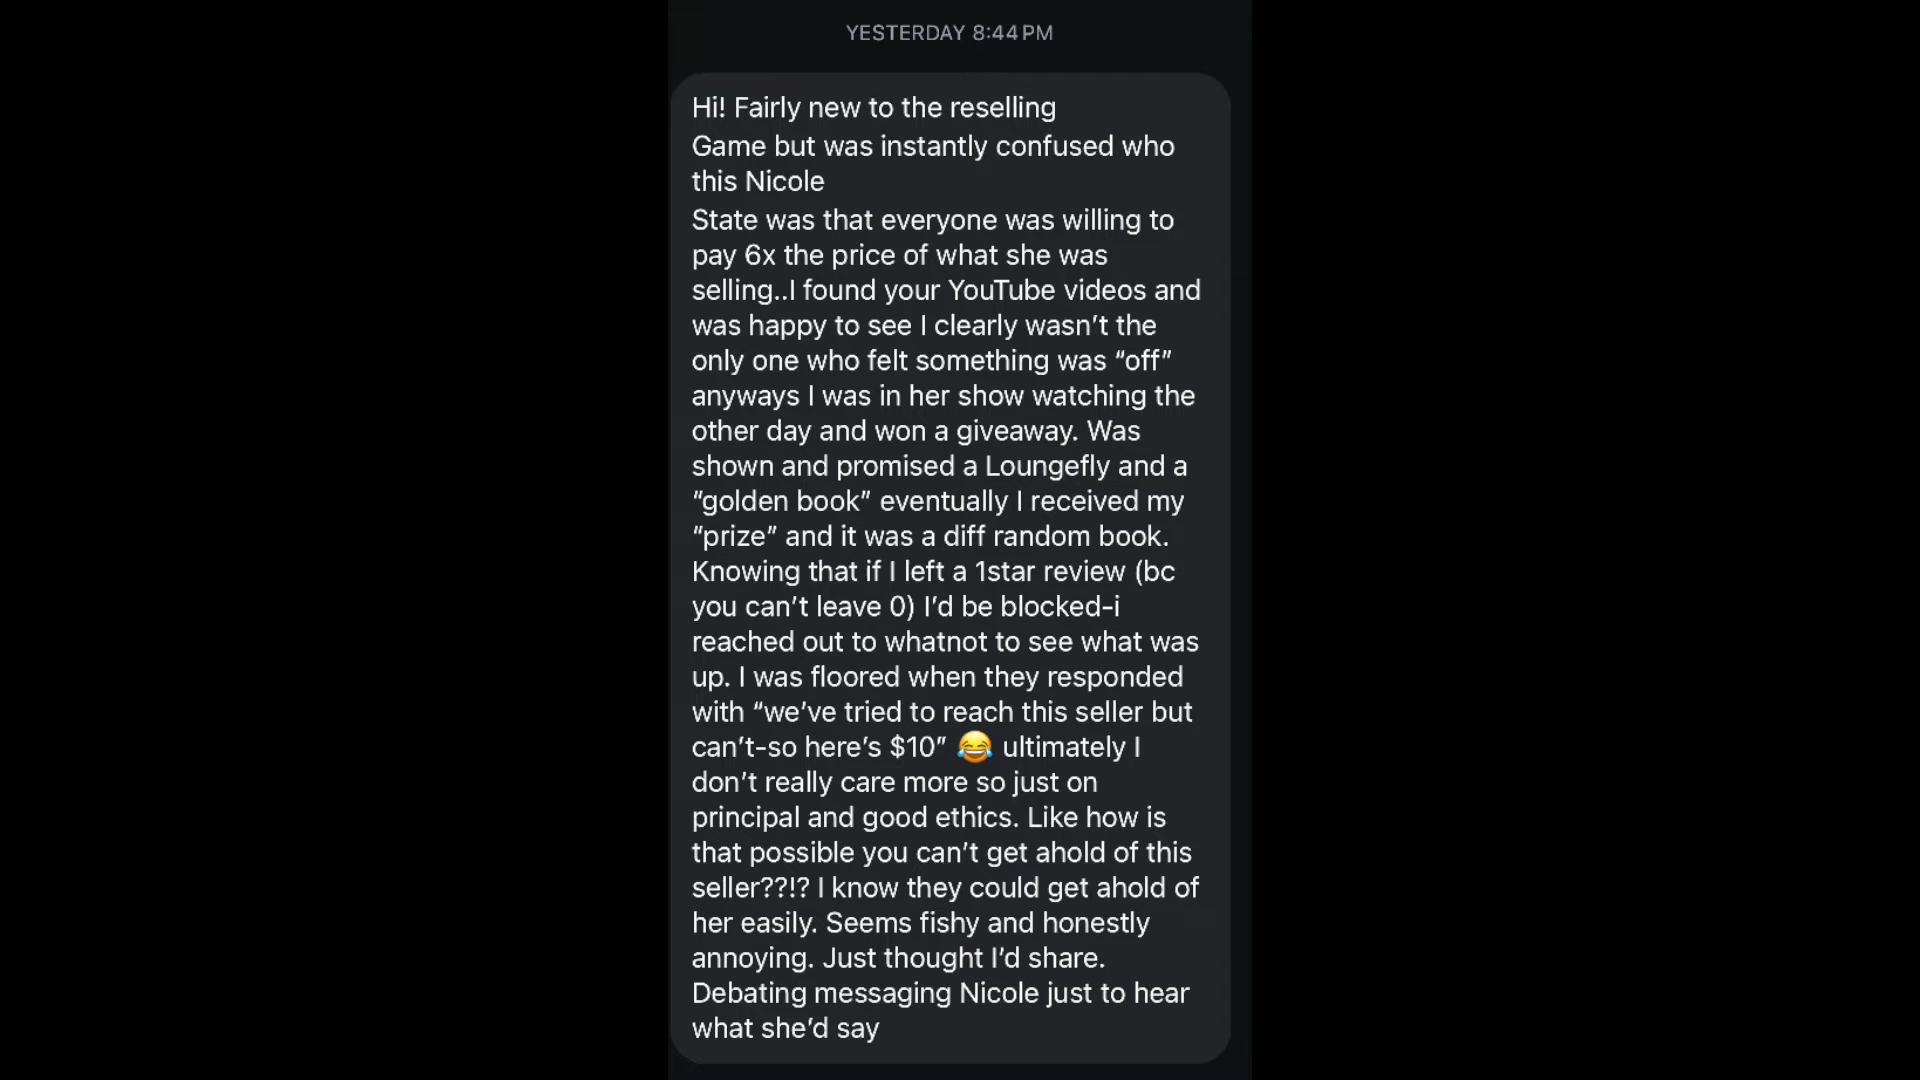 YESTERDAY 8:44 PM
Hi! Fairly new to the reselling
Game but was instantly confused who
this Nicole
State was that everyone was willing to
pay 6x the price of what she was
selling..I found your YouTube videos and
was happy to see I clearly wasn’t the
only one who felt something was “off”
anyways I was in her show watching the
other day and won a giveaway. Was
shown and promised a Loungefly and a
“golden book” eventually I received my
“prize” and it was a diff random book.
Knowing that if I left a 1star review (bc
you can’t leave 0) I’d be blocked-i
reached out to whatnot to see what was
up. I was floored when they responded
with “we’ve tried to reach this seller but
can’t-so here’s $10” 😂 ultimately I
don’t really care more so just on
principal and good ethics. Like how is
that possible you can’t get ahold of this
seller??!? I know they could get ahold of
her easily. Seems fishy and honestly
annoying. Just thought I’d share.
Debating messaging Nicole just to hear
what she’d say